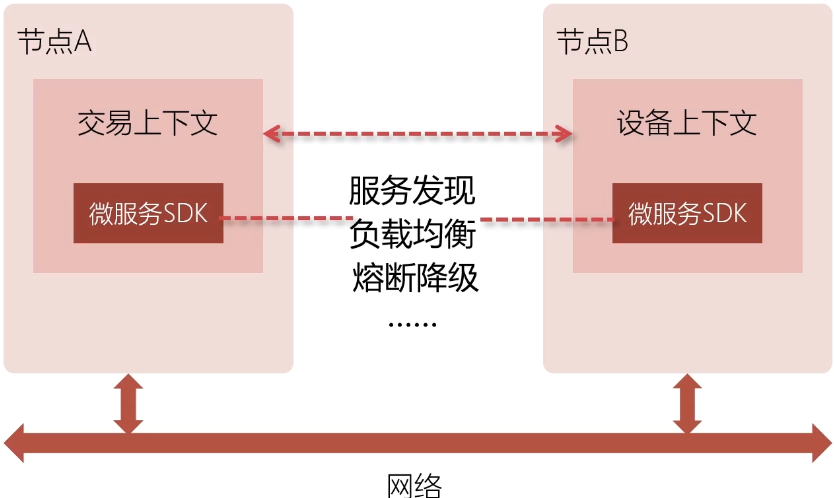 节点A
节点B
交易上下文
设备上下文
微服务SDK
服务发现
负载均衡
熔断降级
......
微服务SDK
网络